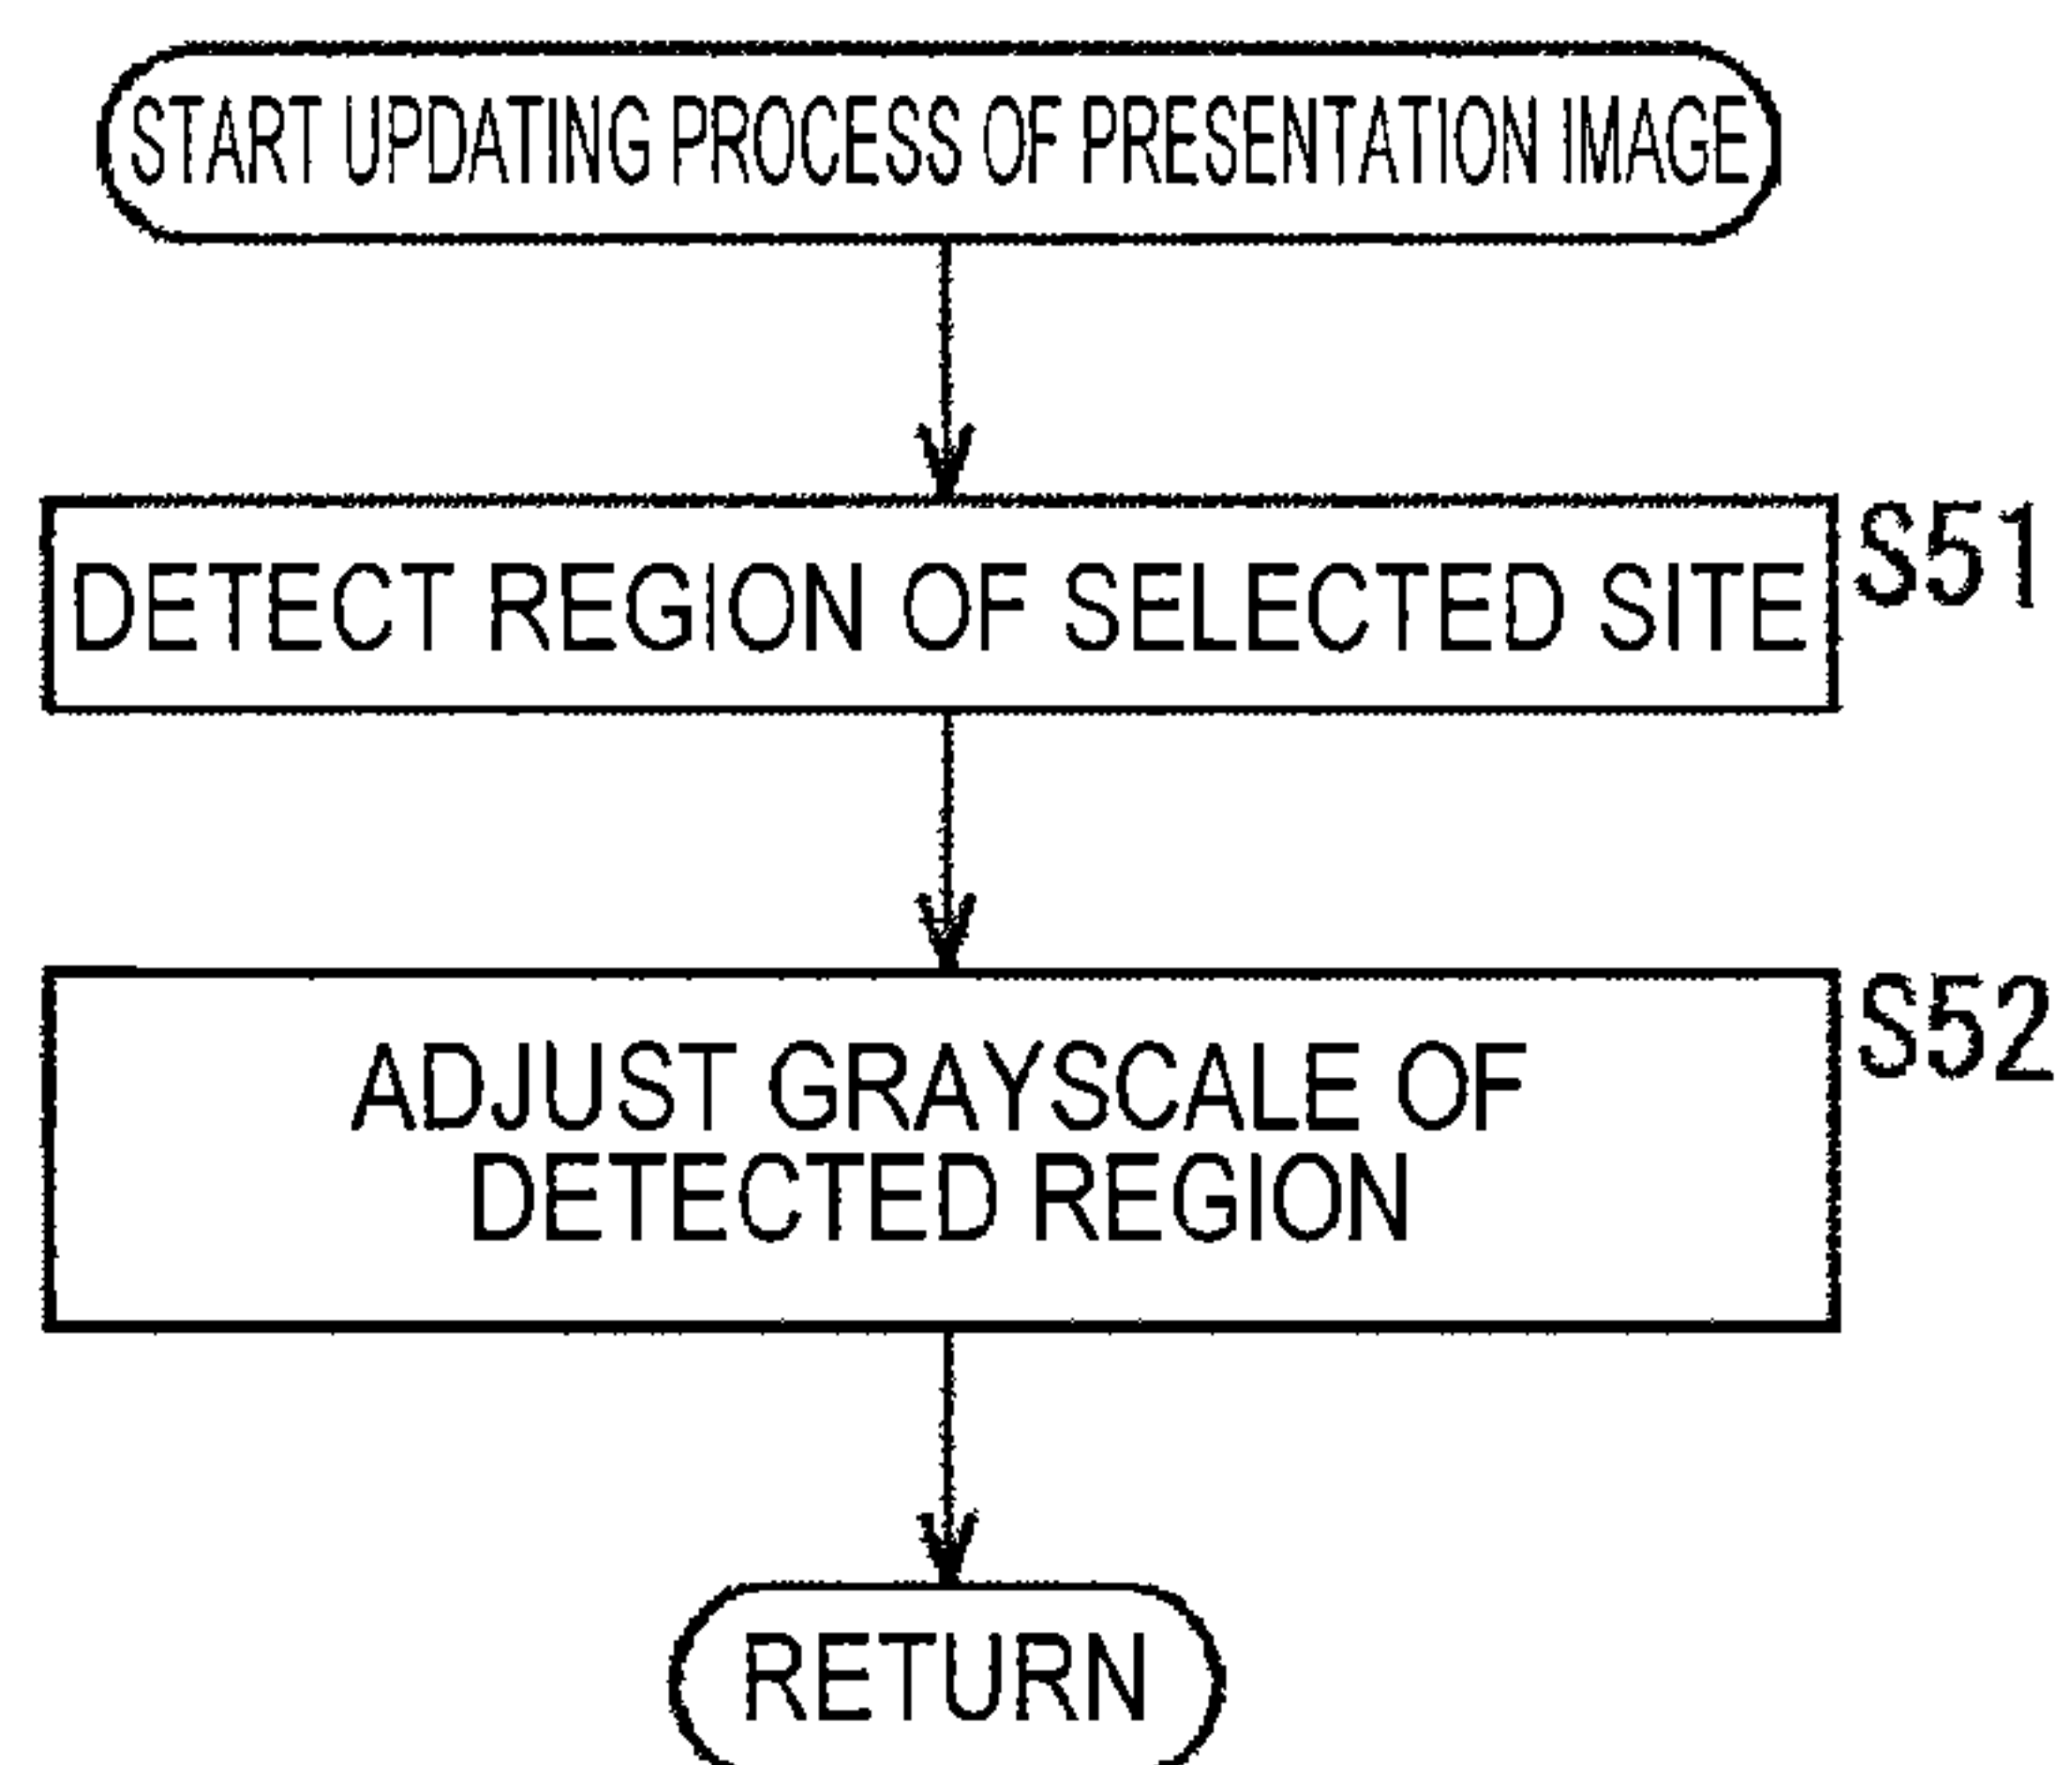 START UPDATING PROCESS OF PRESENTATION IMAGE
DETECT REGION OF SELECTED SITE
S51
ADJUST GRAYSCALE OF
DETECTED REGION
S52
RETURN